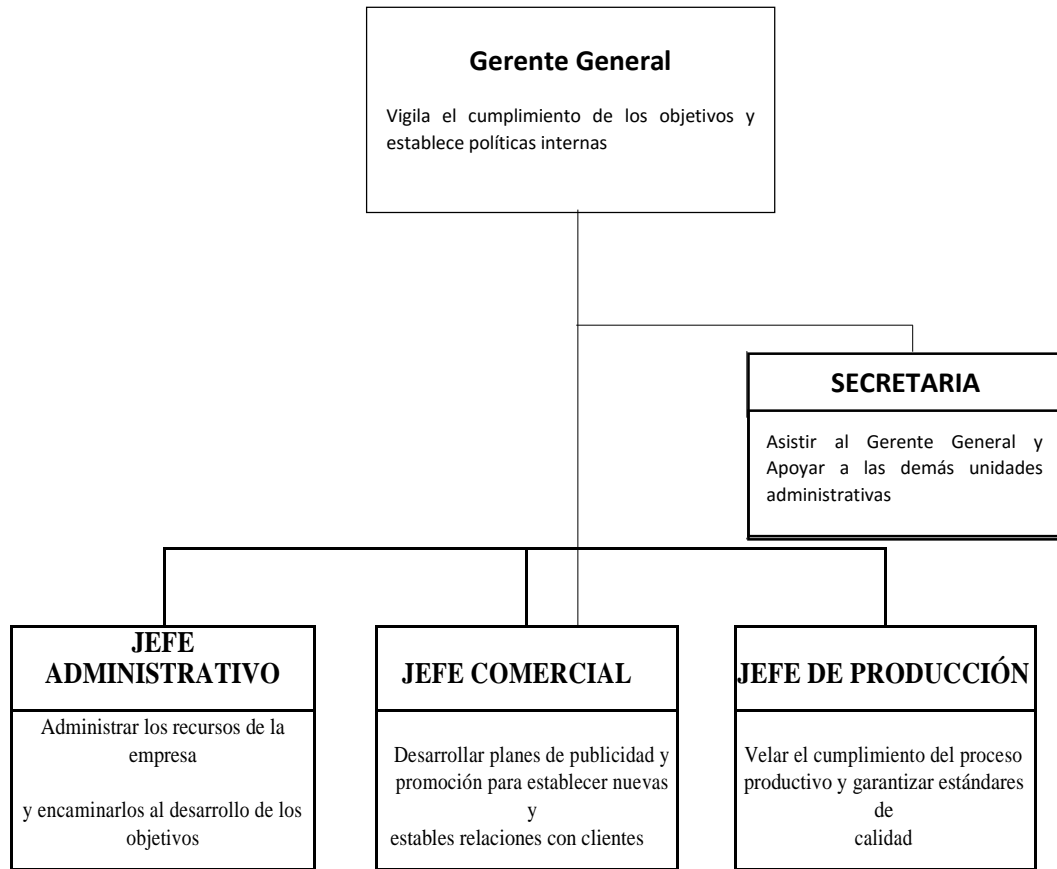 Gerente General
Vigila el cumplimiento de los objetivos y
establece políticas internas
SECRETARIA
Asistir al Gerente General y
Apoyar a las demás unidades
administrativas
JEFE
ADMINISTRATIVO
Administrar los recursos de la
empresa
y encaminarlos al desarrollo de los
objetivos
JEFE COMERCIAL
Desarrollar planes de publicidad y
promoción para establecer nuevas
y
estables relaciones con clientes
JEFE DE PRODUCCIÓN
Velar el cumplimiento del proceso
productivo y garantizar estándares
de
calidad